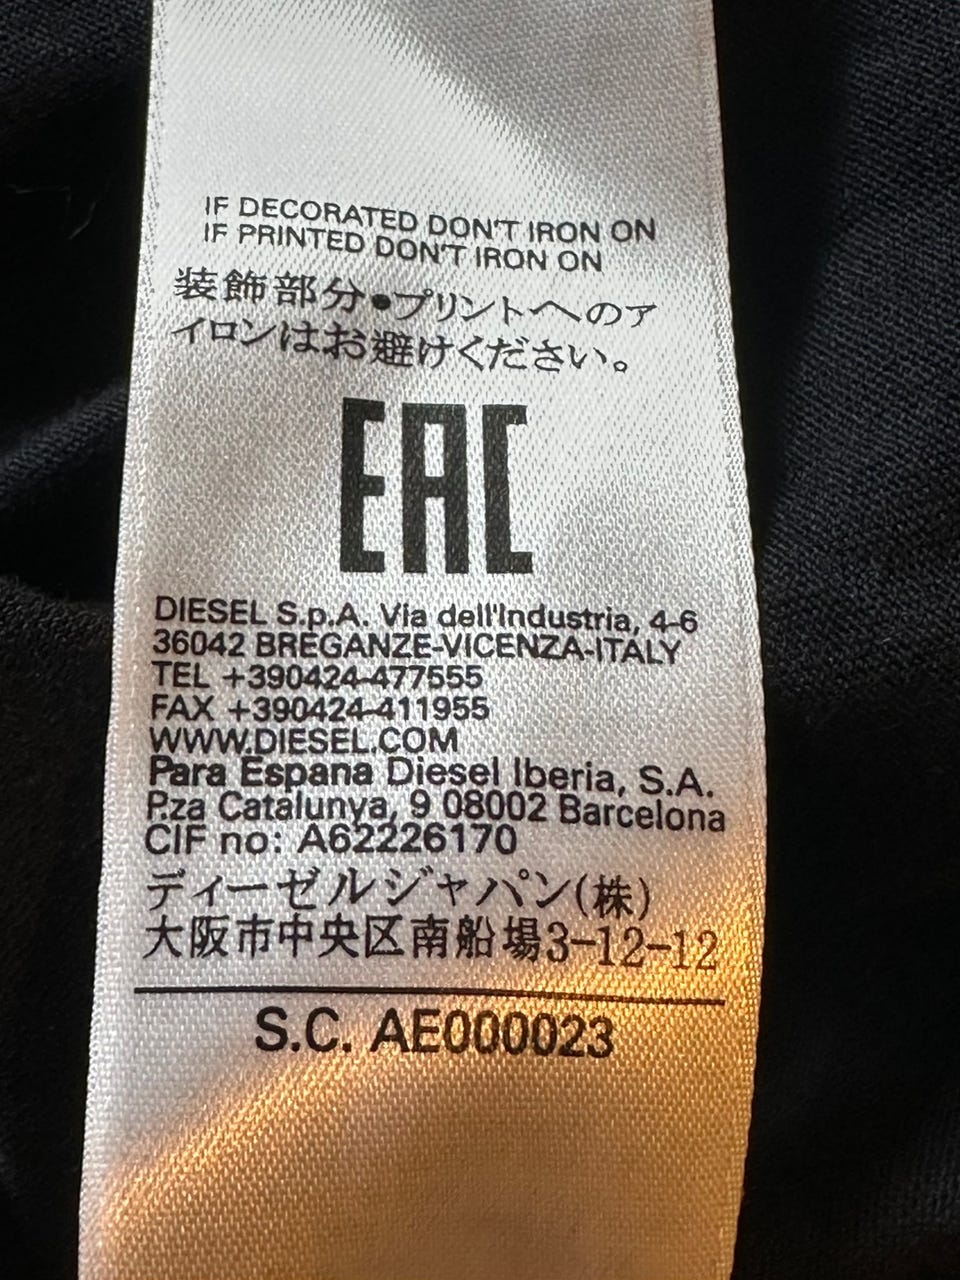 IF DECORATED DON'T IRON ON
IF PRINTED DON'T IRON ON
装飾部分●プリントへのア
イロンはお避けください。
EAC
DIESEL S.p.A. Via dell'Industria, 4-6
36042 BREGANZE-VICENZA-ITALY
TEL +390424-477555
FAX +390424-411955
WWW.DIESEL.COM
Para Espana Diesel Iberia, S.A.
P.za Catalunya, 9 08002 Barcelona
CIF no: A62226170
ディーゼルジャパン(株)
大阪市中央区南船場3-12-12
S.C. AE000023